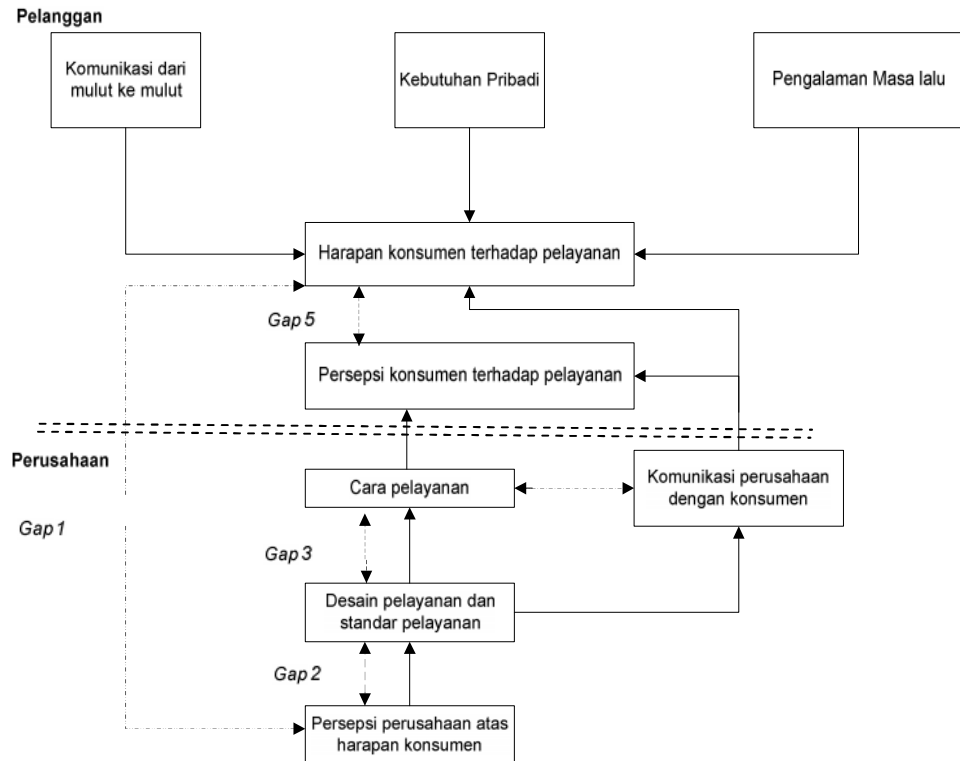 Pelanggan
Komunikasi dari
mulut ke mulut
Kebutuhan Pribadi
Pengalaman Masa lalu
Harapan konsumen terhadap pelayanan
Gap 5
Persepsi konsumen terhadap pelayanan
Perusahaan
Cara pelayanan
Komunikasi perusahaan
dengan konsumen
Gap 1
Gap 3
Desain pelayanan dan
standar pelayanan
Gap 2
Persepsi perusahaan atas
harapan konsumen